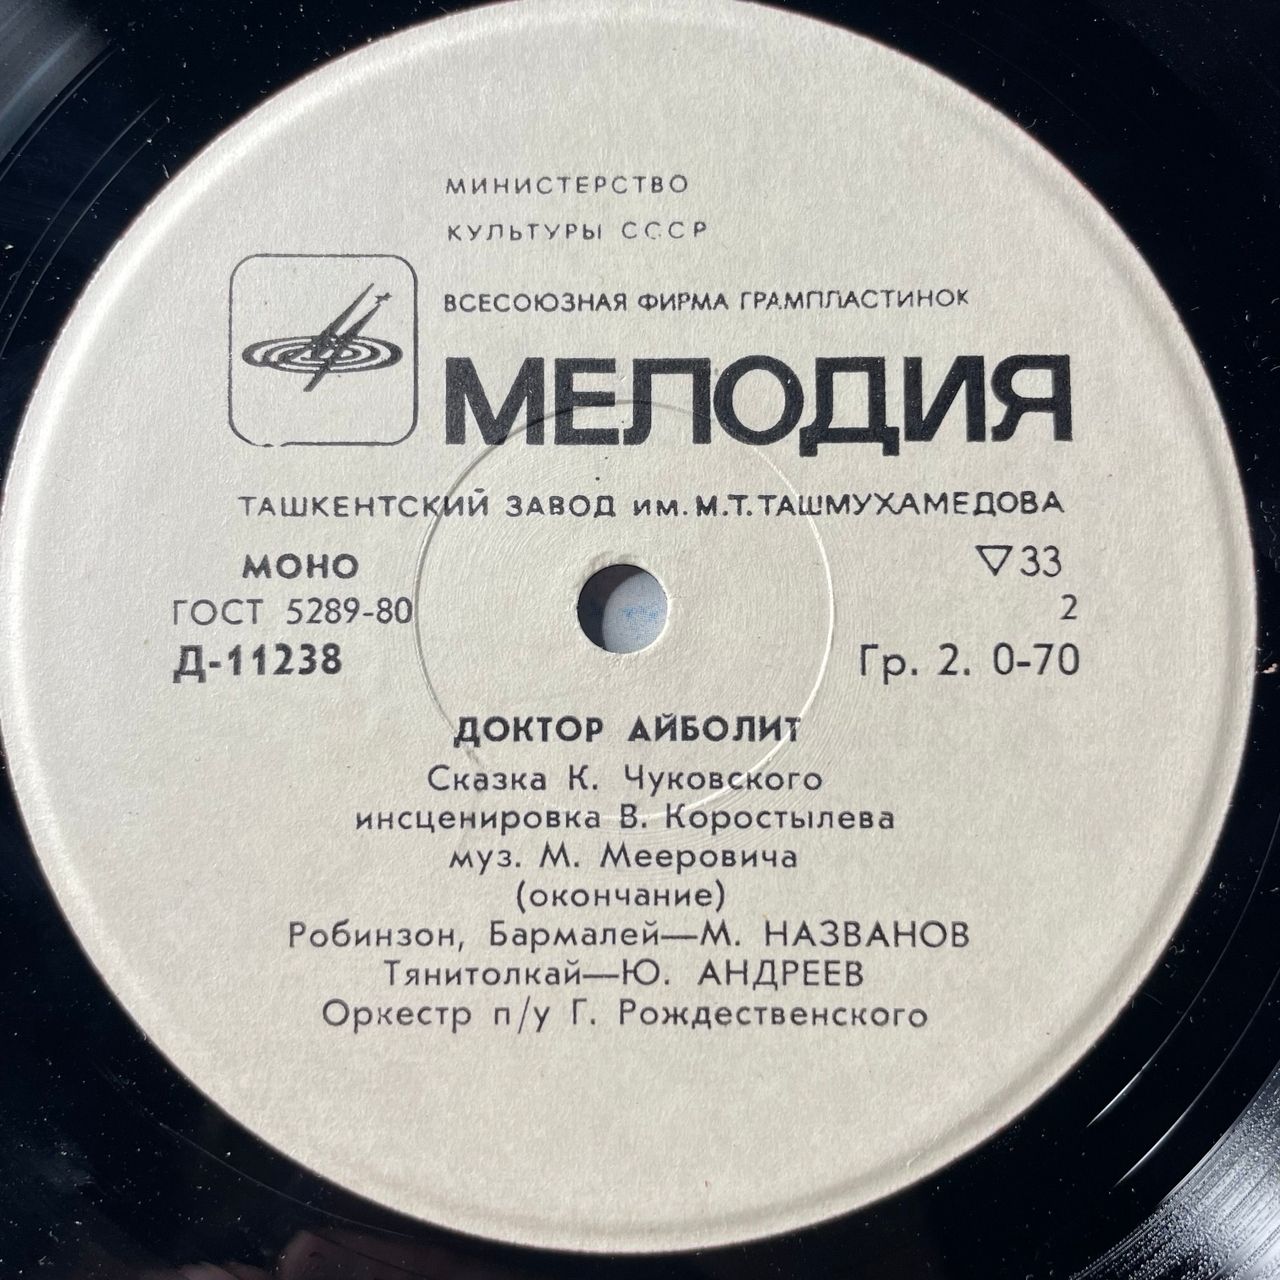 МИНИСТЕРСТВО
КУЛЬТУРЫ СССР
ВСЕСОЮЗНАЯ ФИРМА ГРАМПЛАСТИНОК
МЕЛОДИЯ
ТАШКЕНТСКИЙ ЗАВОД им. М.Т. ТАШМУХАМЕДОВА
МОНО
▽33
ГОСТ 5289-80
2
Д-11238
Гр. 2. 0-70
ДОКТОР АЙБОЛИТ
Сказка К. Чуковского
инсценировка В. Коростылева
муз. М. Мееровича
(окончание)
Робинзон, Бармалей—М. НАЗВАНОВ
Тянитолкай—Ю. АНДРЕЕВ
Оркестр п/у Г. Рождественского